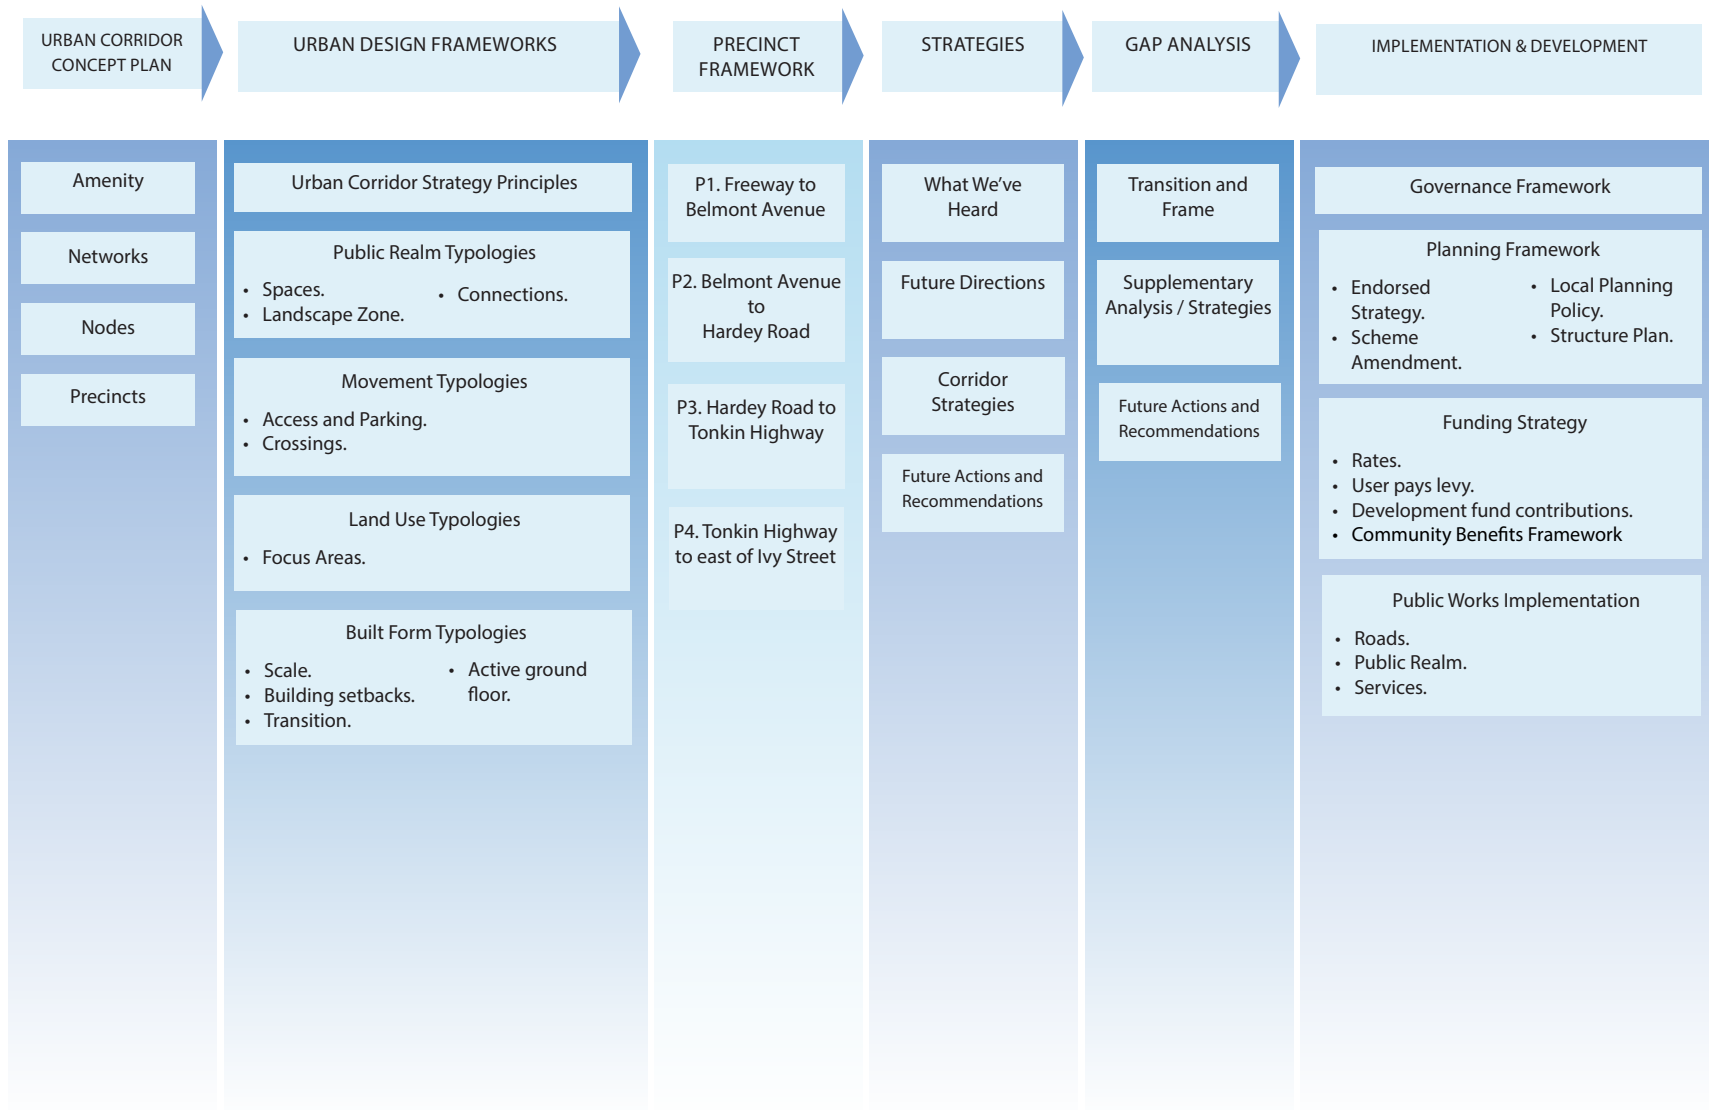 URBAN CORRIDOR
CONCEPT PLAN
URBAN DESIGN FRAMEWORKS
PRECINCT
FRAMEWORK
STRATEGIES
GAP ANALYSIS
IMPLEMENTATION & DEVELOPMENT
Amenity
Networks
Nodes
Precincts
Urban Corridor Strategy Principles
Public Realm Typologies
• Spaces.
• Landscape Zone.
• Connections.
Movement Typologies
• Access and Parking.
• Crossings.
Land Use Typologies
• Focus Areas.
Built Form Typologies
• Scale.
• Building setbacks.
• Transition.
• Active ground
floor.
P1. Freeway to
Belmont Avenue
P2. Belmont Avenue
to
Hardey Road
P3. Hardey Road to
Tonkin Highway
P4. Tonkin Highway
to east of Ivy Street
What We’ve
Heard
Future Directions
Corridor
Strategies
Future Actions and
Recommendations
Transition and
Frame
Supplementary
Analysis / Strategies
Future Actions and
Recommendations
Governance Framework
Planning Framework
• Endorsed
Strategy.
• Scheme
Amendment.
• Local Planning
Policy.
• Structure Plan.
Funding Strategy
• Rates.
• User pays levy.
• Development fund contributions.
• Community Benefits Framework
Public Works Implementation
• Roads.
• Public Realm.
• Services.